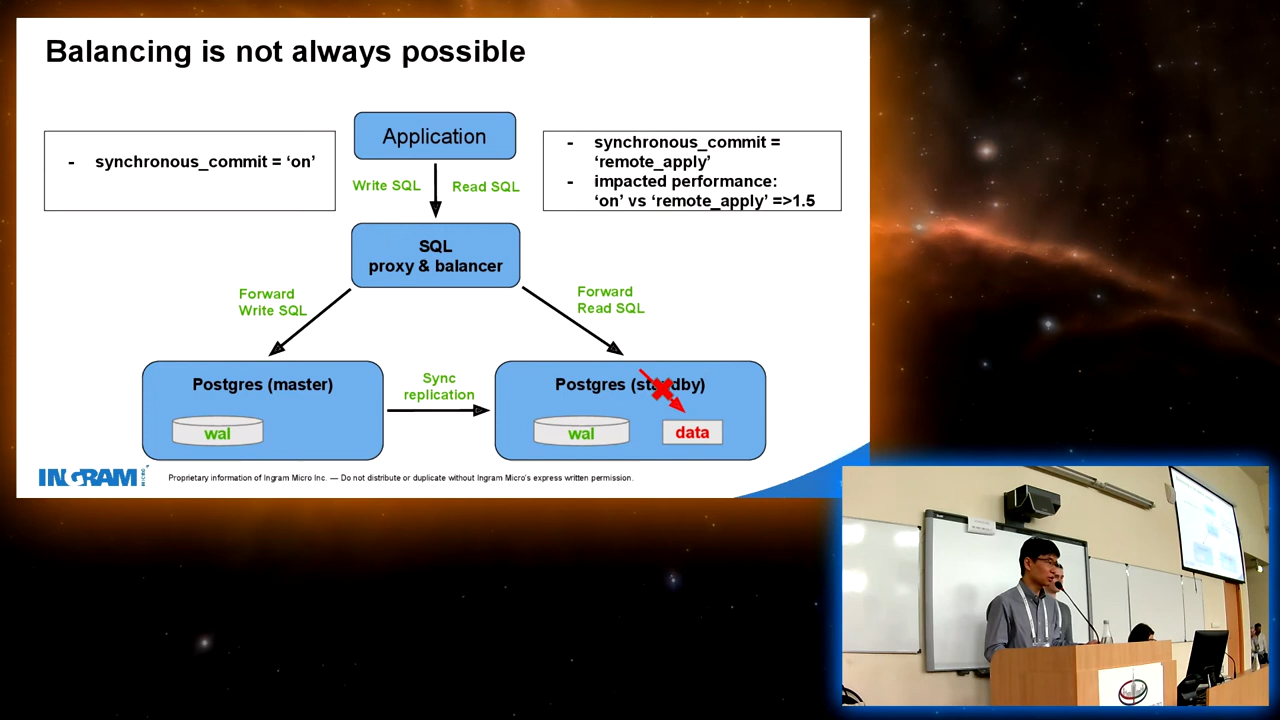 Balancing is not always possible
- synchronous_commit = ‘on’
Application
- synchronous_commit =
‘remote_apply’
- impacted performance:
‘on’ vs ‘remote_apply’ =>1.5
Write SQL
Read SQL
SQL
proxy & balancer
Forward
Write SQL
Forward
Read SQL
Postgres (master)
wal
Sync
replication
Postgres (standby)
wal
data
INGRAM
MICRO
Proprietary information of Ingram Micro Inc. — Do not distribute or duplicate without Ingram Micro's express written permission.